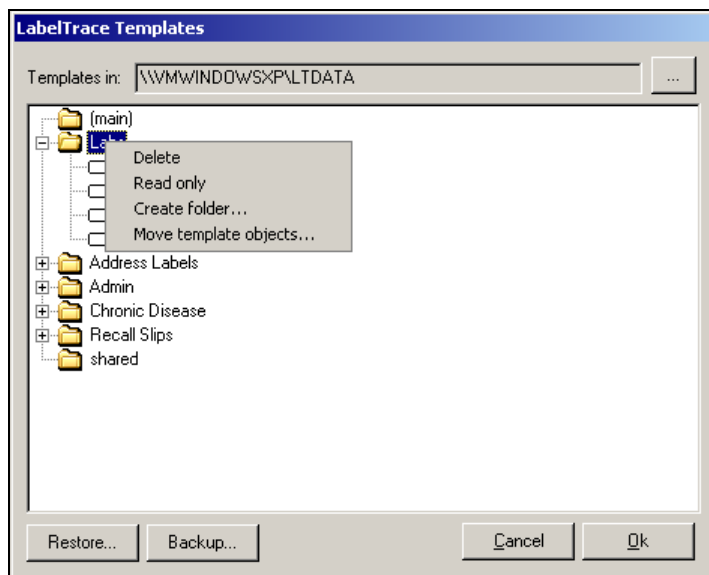 LabelTrace Templates
Templates in: \\VMWINDOWSXP\LTDATA ...
(main)
Delete
Read only
Create folder...
Move template objects...
Address Labels
Admin
Chronic Disease
Recall Slips
shared
Restore... Backup... Cancel Ok